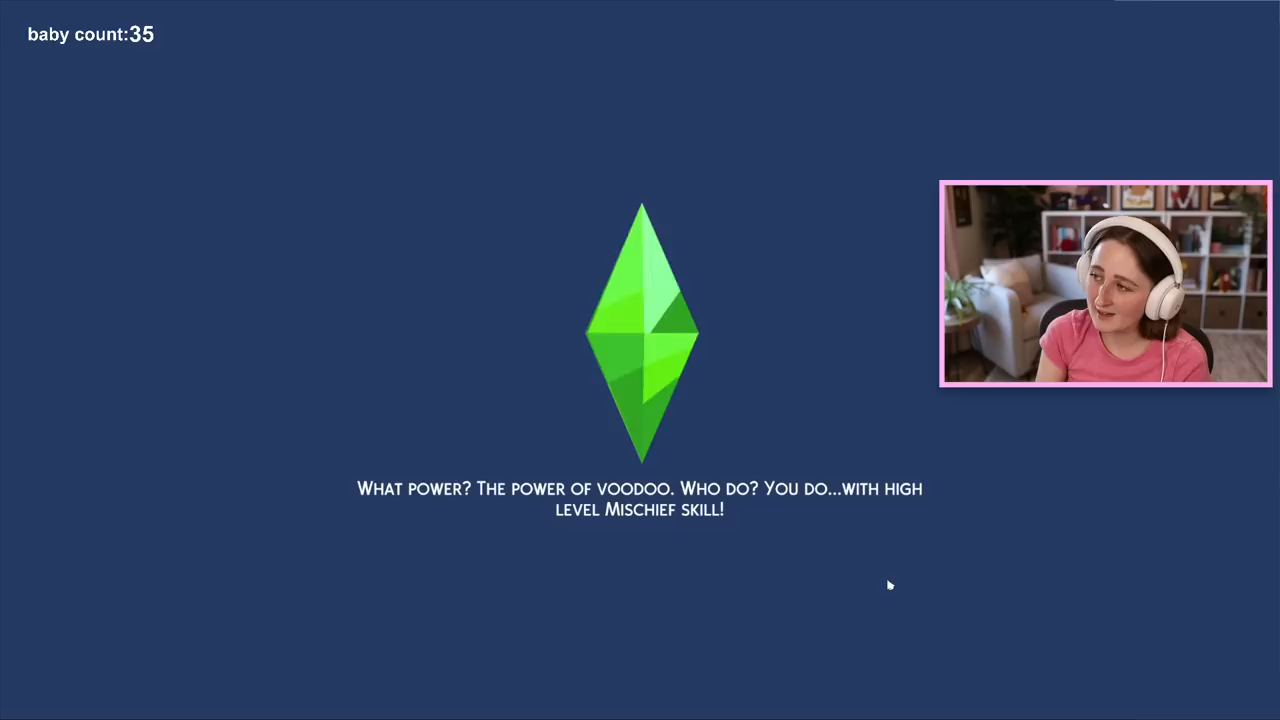 baby count:35
What power? The power of voodoo. Who do? You do...with high
level Mischief skill!